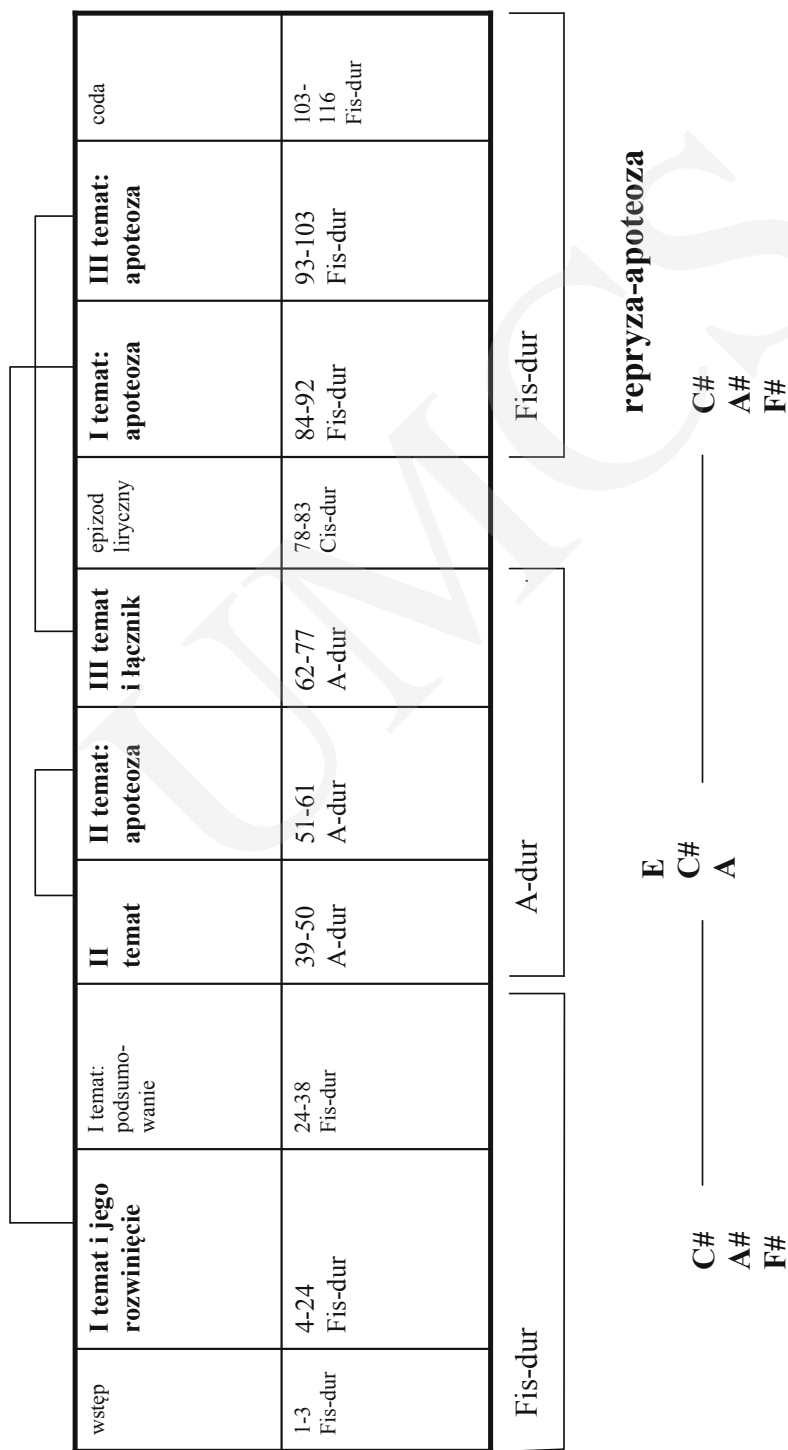 wstęp
I temat i jego
rozwinięcie
I temat:
podsumo-
wanie
II
temat
II temat:
apoteoza
III temat
i łącznik
epizod
liryczny
I temat:
apoteoza
III temat:
apoteoza
coda
1-3
Fis-dur
4-24
Fis-dur
24-38
Fis-dur
39-50
A-dur
51-61
A-dur
62-77
A-dur
78-83
Cis-dur
84-92
Fis-dur
93-103
Fis-dur
103-
116
Fis-dur
Fis-dur
A-dur
Fis-dur
repryza-apoteoza
C#
A#
F#
E
C#
A
C#
A#
F#
UMCS